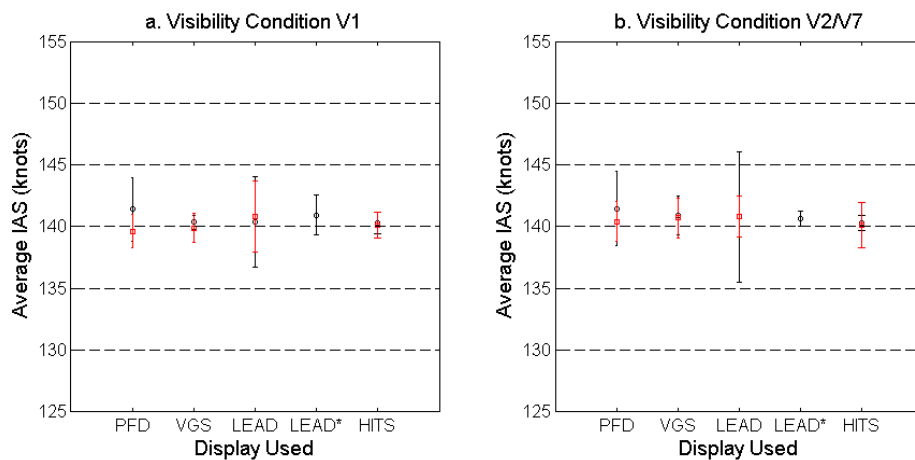 a. Visibility Condition V1
155
150
145
140
135
130
125
Average IAS (knots)
PFD VGS LEAD LEAD* HITS
Display Used
b. Visibility Condition V2/V7
155
150
145
140
135
130
125
Average IAS (knots)
PFD VGS LEAD LEAD* HITS
Display Used